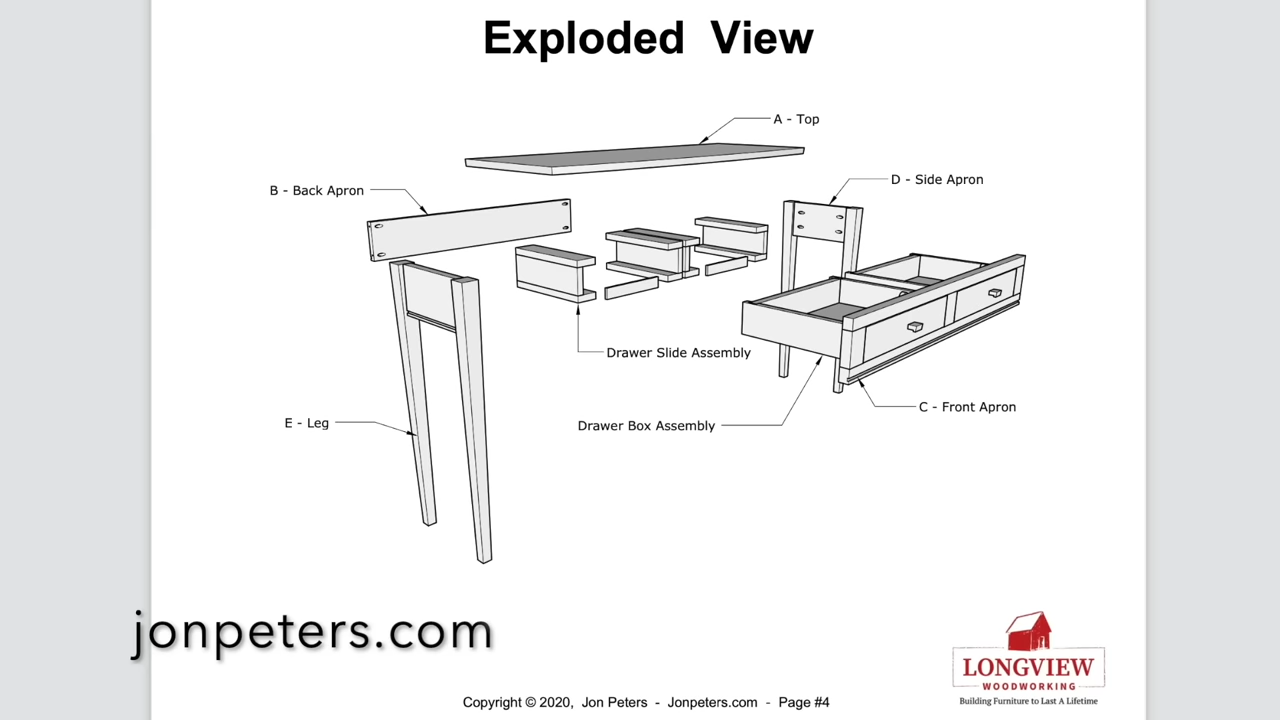 Exploded View
A - Top
D - Side Apron
B - Back Apron
Drawer Slide Assembly
C - Front Apron
E - Leg
Drawer Box Assembly
jonpeters.com
LONGVIEW
WOODWORKING
Building Furniture to Last A Lifetime
Copyright © 2020, Jon Peters - Jonpeters.com - Page #4